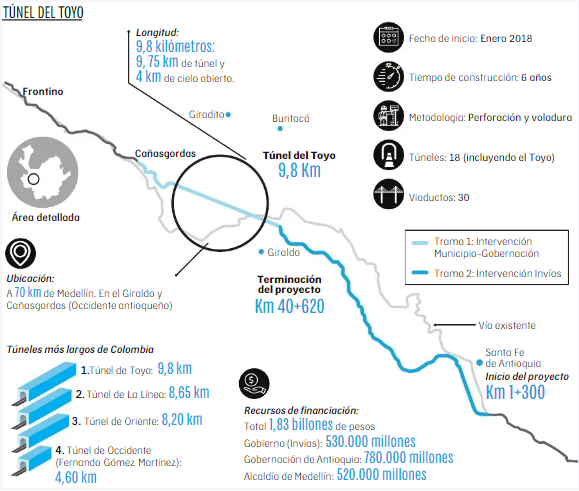 TÚNEL DEL TOYO
Longitud:
9,8 kilómetros:
9, 75 km de túnel y
4 km de cielo abierto.
Fecha de inicio: Enero 2018
Tiempo de construcción: 6 años
Metodología: Perforación y voladura
Túneles: 18 (incluyendo el Toyo)
Viaductos: 30
Frontino
Giradito
Buritacá
Cañasgordas
Túnel del Toyo
9,8 Km
Área detallada
Giraldo
Tramo 1: Intervención
Municipio-Gobernación
Tramo 2: Intervención Invías
Ubicación:
A 70 km de Medellín. En el Giraldo y
Cañasgordas (Occidente antioqueño)
Terminación
del proyecto
Km 40+620
Vía existente
Santa Fe
de Antioquia
Inicio del proyecto
Km 1+300
Túneles más largos de Colombia
1. Túnel de Toyo: 9,8 km
2. Túnel de La Línea: 8,65 km
3. Túnel de Oriente: 8,20 km
4. Túnel de Occidente
(Fernando Gómez Martínez):
4,60 km
Recursos de financiación:
Total 1,83 billones de pesos
Gobierno (Invías): 530.000 millones
Gobernación de Antioquia: 780.000 millones
Alcaldía de Medellín: 520.000 millones